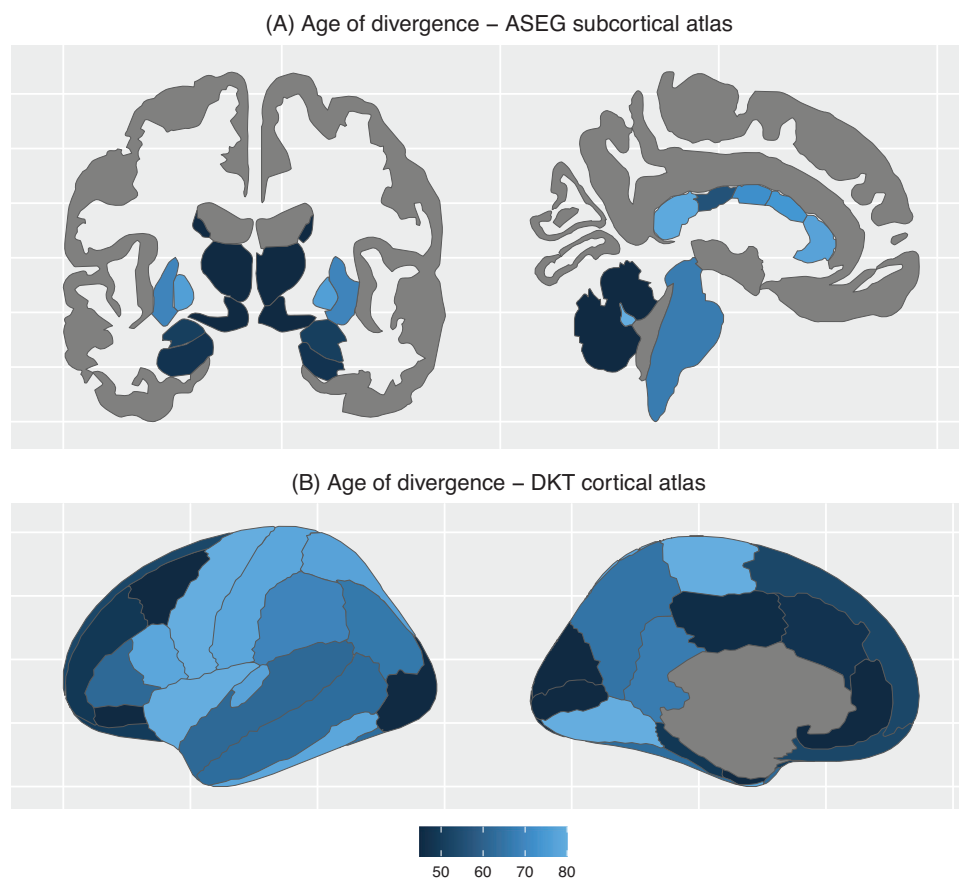 (A) Age of divergence – ASEG subcortical atlas
(B) Age of divergence – DKT cortical atlas
50 60 70 80